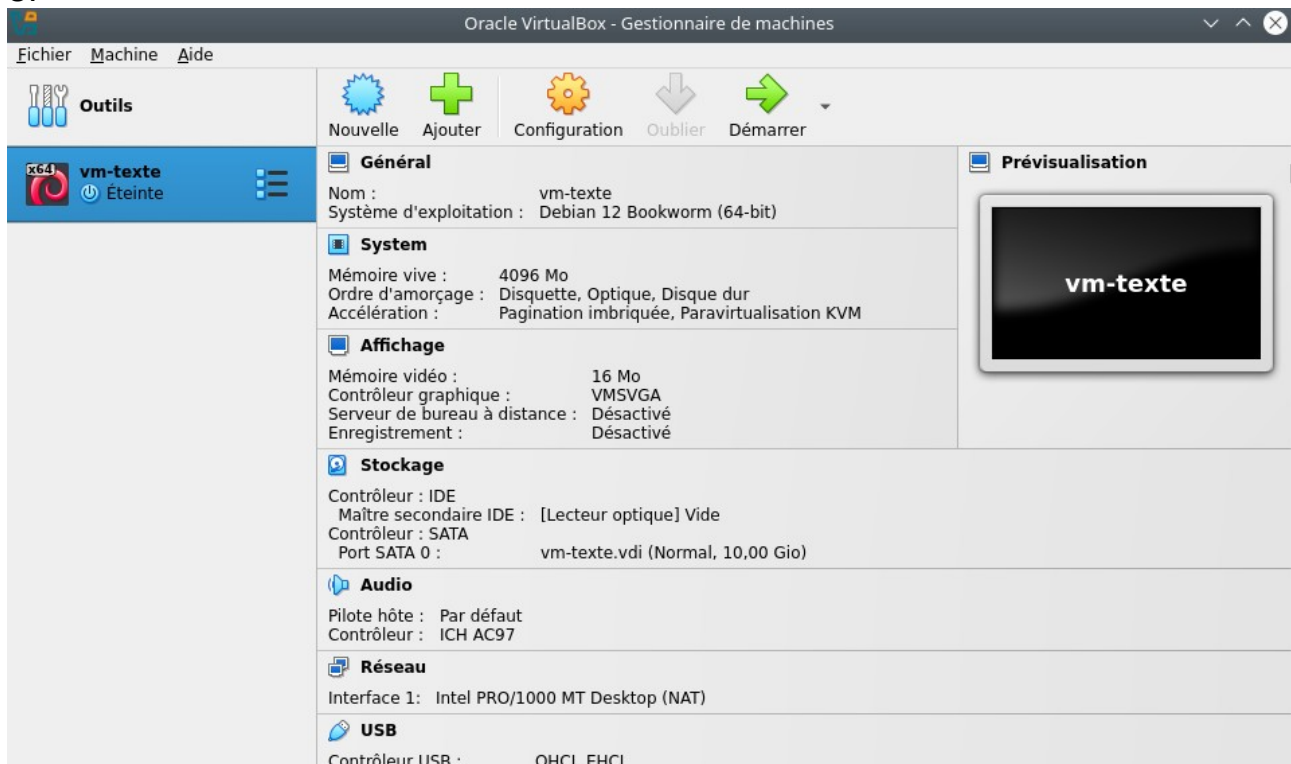 Oracle VirtualBox - Gestionnaire de machines
Fichier Machine Aide
Outils
Nouvelle Ajouter Configuration Oublier Démarrer
x64
vm-texte
Éteinte
Général
Nom : vm-texte
Système d'exploitation : Debian 12 Bookworm (64-bit)
System
Mémoire vive : 4096 Mo
Ordre d'amorçage : Disquette, Optique, Disque dur
Accélération : Pagination imbriquée, Paravirtualisation KVM
Affichage
Mémoire vidéo : 16 Mo
Contrôleur graphique : VMSVGA
Serveur de bureau à distance : Désactivé
Enregistrement : Désactivé
Prévisualisation
vm-texte
Stockage
Contrôleur : IDE
Maître secondaire IDE : [Lecteur optique] Vide
Contrôleur : SATA
Port SATA 0 : vm-texte.vdi (Normal, 10,00 Gio)
Audio
Pilote hôte : Par défaut
Contrôleur : ICH AC97
Réseau
Interface 1: Intel PRO/1000 MT Desktop (NAT)
USB
Contrôleur USB : OHCI, EHCI